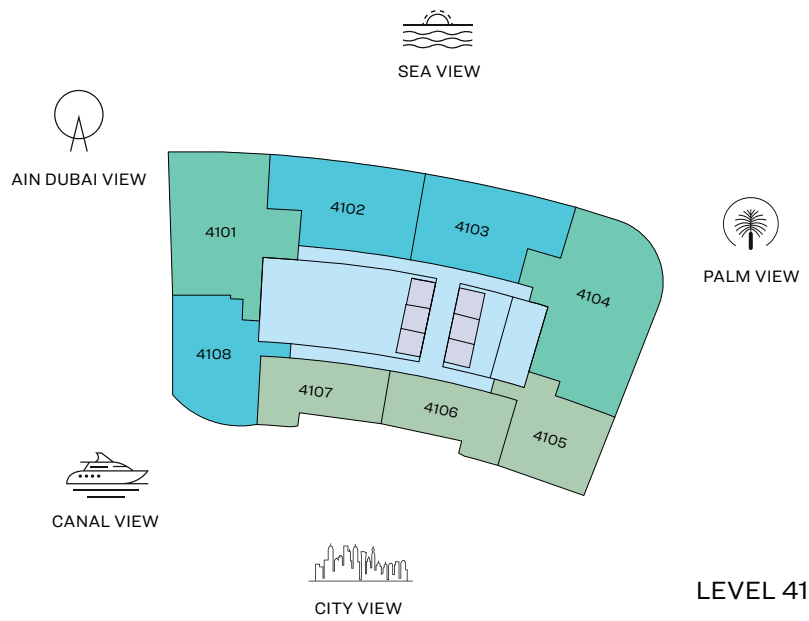 SEA VIEW
AIN DUBAI VIEW
4101
4102
4103
4104
PALM VIEW
4108
4107
4106
4105
CANAL VIEW
CITY VIEW
LEVEL 41